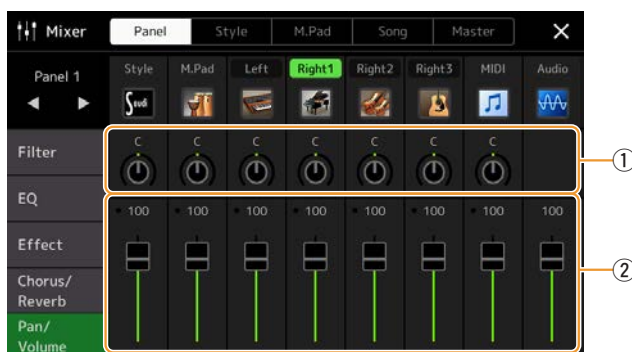 Mixer
Panel Style M.Pad Song Master
Panel 1
Style M.Pad Left Right1 Right2 Right3 MIDI Audio
Filter
C C C C C C C
①
EQ
100 100 100 100 100 100 100 100
Effect
②
Chorus/
Reverb
Pan/
Volume